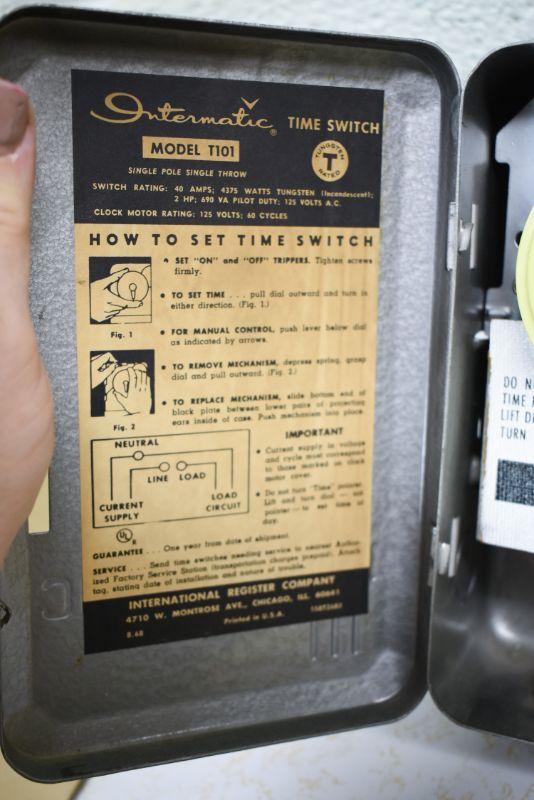 Intermatic® TIME SWITCH
MODEL T101
TUNGSTEN
T
RATED
SINGLE POLE SINGLE THROW
SWITCH RATING: 40 AMPS; 4375 WATTS TUNGSTEN (Incandescent);
2 HP; 690 VA PILOT DUTY; 125 VOLTS A.C.
CLOCK MOTOR RATING: 125 VOLTS; 60 CYCLES
HOW TO SET TIME SWITCH
• SET "ON" and "OFF" TRIPPERS. Tighten screws
firmly.
• TO SET TIME . . . pull dial outward and turn in
either direction. (Fig. 1.)
Fig. 1
• FOR MANUAL CONTROL, push lever below dial
as indicated by arrows.
• TO REMOVE MECHANISM, depress spring, grasp
dial and pull outward. (Fig. 2.)
Fig. 2
• TO REPLACE MECHANISM, slide bottom end of
black plate between lower pairs of projecting
ears inside of case. Push mechanism into place.
NEUTRAL
LINE LOAD
CURRENT
SUPPLY
LOAD
CIRCUIT
IMPORTANT
• Current supply in voltage
and cycle must correspond
to those marked on clock
motor cover.
• Do not turn "Time" pointer.
Lift and turn dial — not
pointer — to set time of
day.
UL
R
GUARANTEE . . . One year from date of shipment.
SERVICE . . . Send time switches needing service to nearest Author-
ized Factory Service Station (transportation charges prepaid). Attach
tag, stating date of installation and nature of trouble.
INTERNATIONAL REGISTER COMPANY
4710 W. MONTROSE AVE., CHICAGO, ILL. 60641
8.68
Printed in U.S.A.
DO N
TIME
LIFT D
TURN